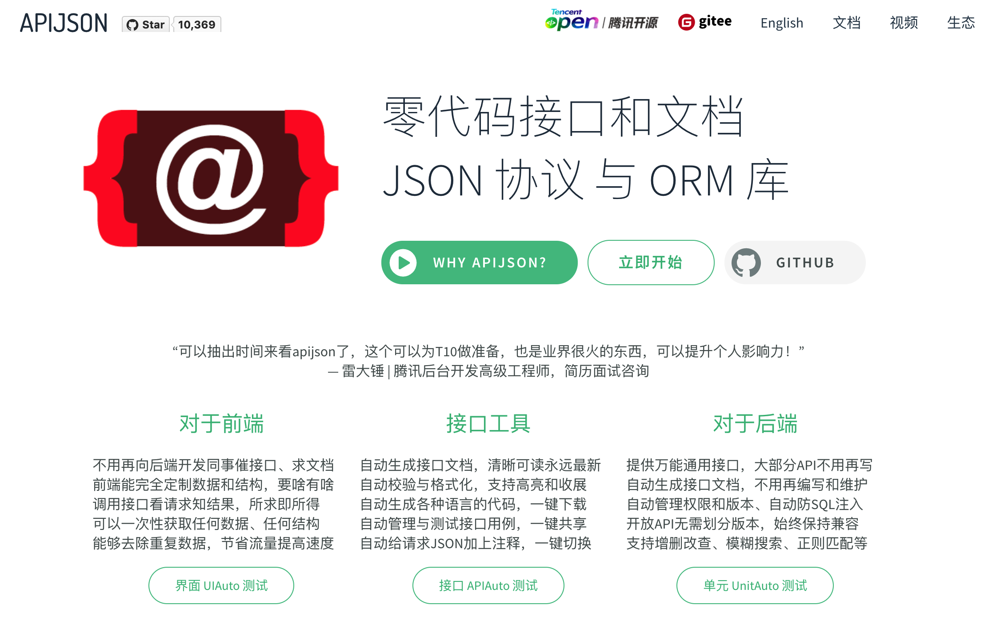 APIJSON
Star 10,369
Tencent
open | 腾讯开源
gitee
English
文档
视频
生态
零代码接口和文档
JSON 协议 与 ORM 库
@
WHY APIJSON?
立即开始
GITHUB
“可以抽出时间来看apijson了，这个可以为T10做准备，也是业界很火的东西，可以提升个人影响力！”
— 雷大锤 | 腾讯后台开发高级工程师，简历面试咨询
对于前端
不用再向后端开发同事催接口、求文档
前端能完全定制数据和结构，要啥有啥
调用接口看请求知结果，所求即所得
可以一次性获取任何数据、任何结构
能够去除重复数据，节省流量提高速度
界面 UIAuto 测试
接口工具
自动生成接口文档，清晰可读永远最新
自动校验与格式化，支持高亮和收展
自动生成各种语言的代码，一键下载
自动管理与测试接口用例，一键共享
自动给请求JSON加上注释，一键切换
接口 APIAuto 测试
对于后端
提供万能通用接口，大部分API不用再写
自动生成接口文档，不用再编写和维护
自动管理权限和版本、自动防SQL注入
开放API无需划分版本，始终保持兼容
支持增删改查、模糊搜索、正则匹配等
单元 UnitAuto 测试